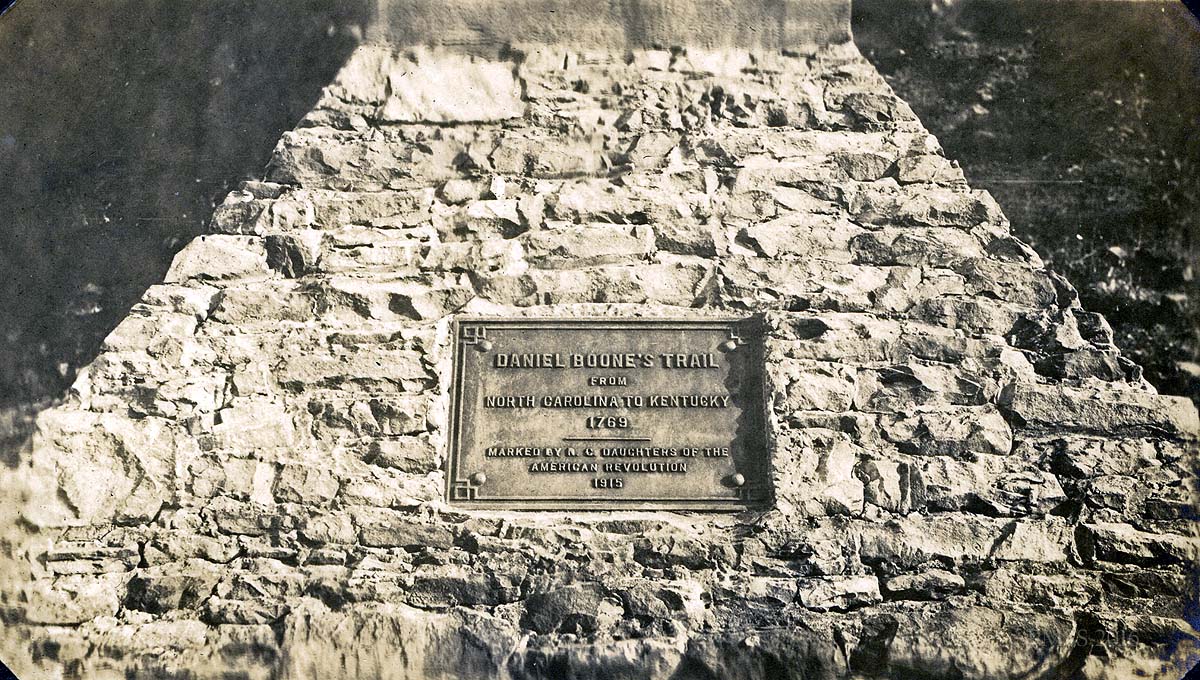 DANIEL BOONE'S TRAIL
FROM
NORTH CAROLINA TO KENTUCKY
1769
MARKED BY N. C. DAUGHTERS OF THE
AMERICAN REVOLUTION
1915